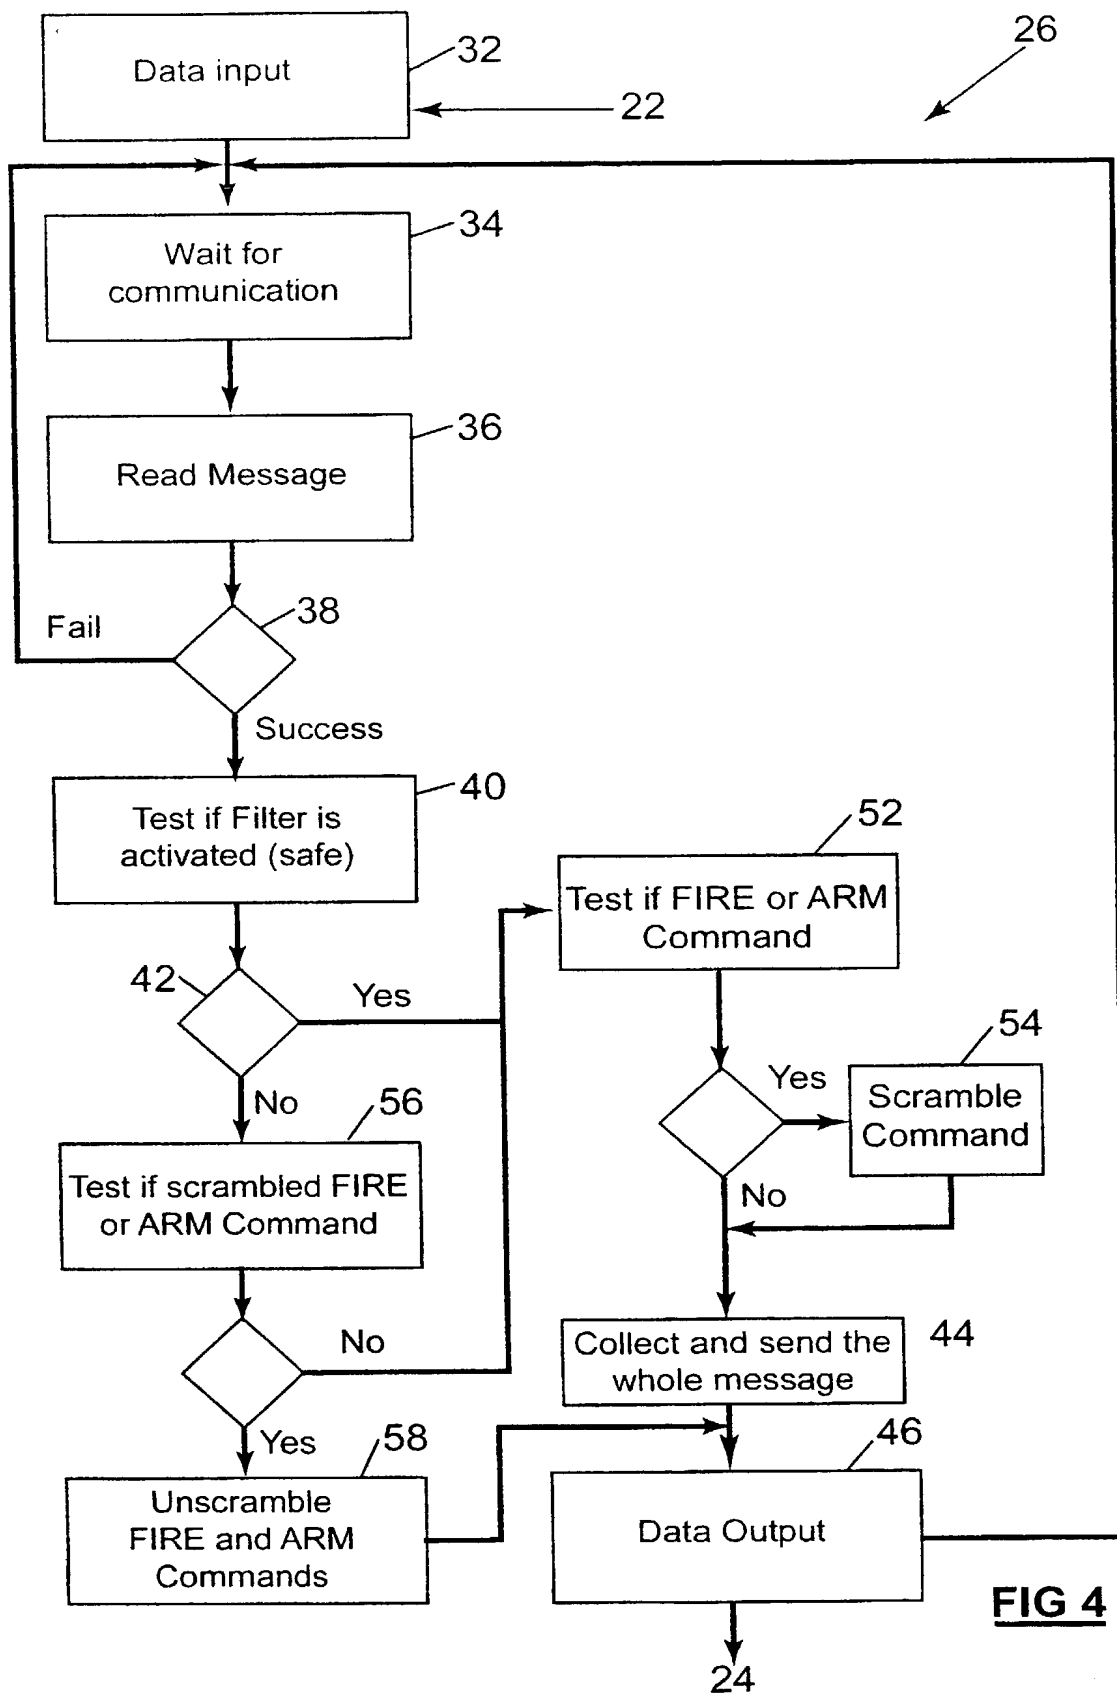 26
Data input
32
22
Wait for
communication
34
Read Message
36
38
Fail
Success
Test if Filter is
activated (safe)
40
42
Yes
No
Test if FIRE or ARM
Command
52
Yes
Scramble
Command
54
No
Test if scrambled FIRE
or ARM Command
56
No
Yes
Collect and send the
whole message
44
Unscramble
FIRE and ARM
Commands
58
Data Output
46
24
FIG 4